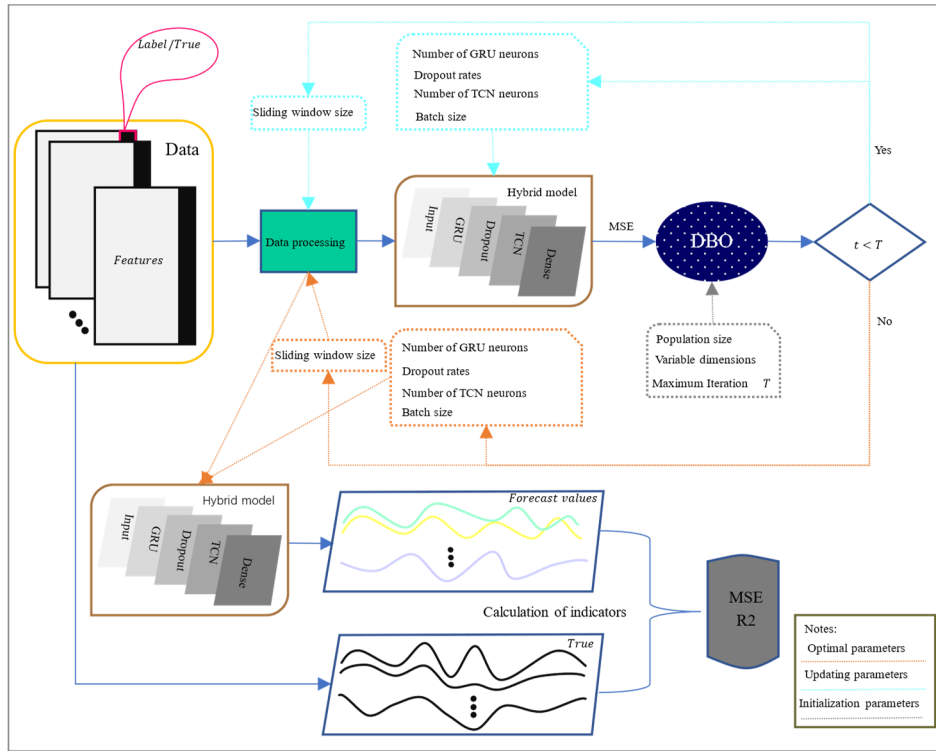 Label/True
Data
Features
Sliding window size
Number of GRU neurons
Dropout rates
Number of TCN neurons
Batch size
Data processing
Hybrid model
Input
GRU
Dropout
TCN
Dense
MSE
DBO
t < T
Yes
No
Population size
Variable dimensions
Maximum Iteration T
Sliding window size
Number of GRU neurons
Dropout rates
Number of TCN neurons
Batch size
Hybrid model
Input
GRU
Dropout
TCN
Dense
Forecast values
Calculation of indicators
True
MSE
R2
Notes:
Optimal parameters
Updating parameters
Initialization parameters